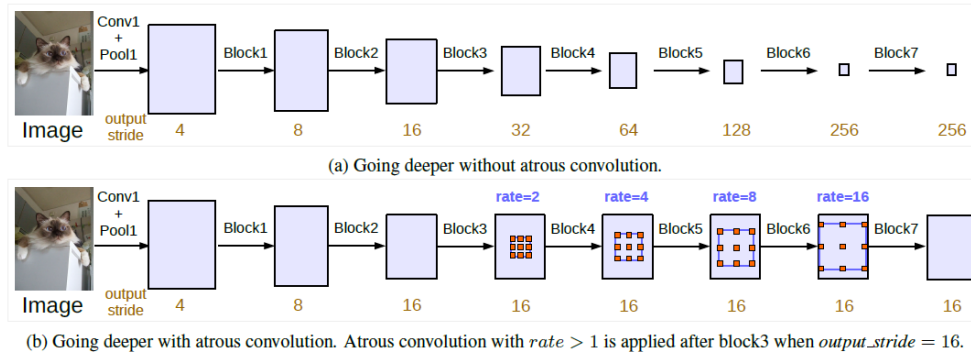 Conv1
+
Pool1
Block1
Block2
Block3
Block4
Block5
Block6
Block7
Image
output
stride
4
8
16
32
64
128
256
256
(a) Going deeper without atrous convolution.
rate=2
rate=4
rate=8
rate=16
Conv1
+
Pool1
Block1
Block2
Block3
Block4
Block5
Block6
Block7
Image
output
stride
4
8
16
16
16
16
16
16
(b) Going deeper with atrous convolution. Atrous convolution with rate > 1 is applied after block3 when output_stride = 16.